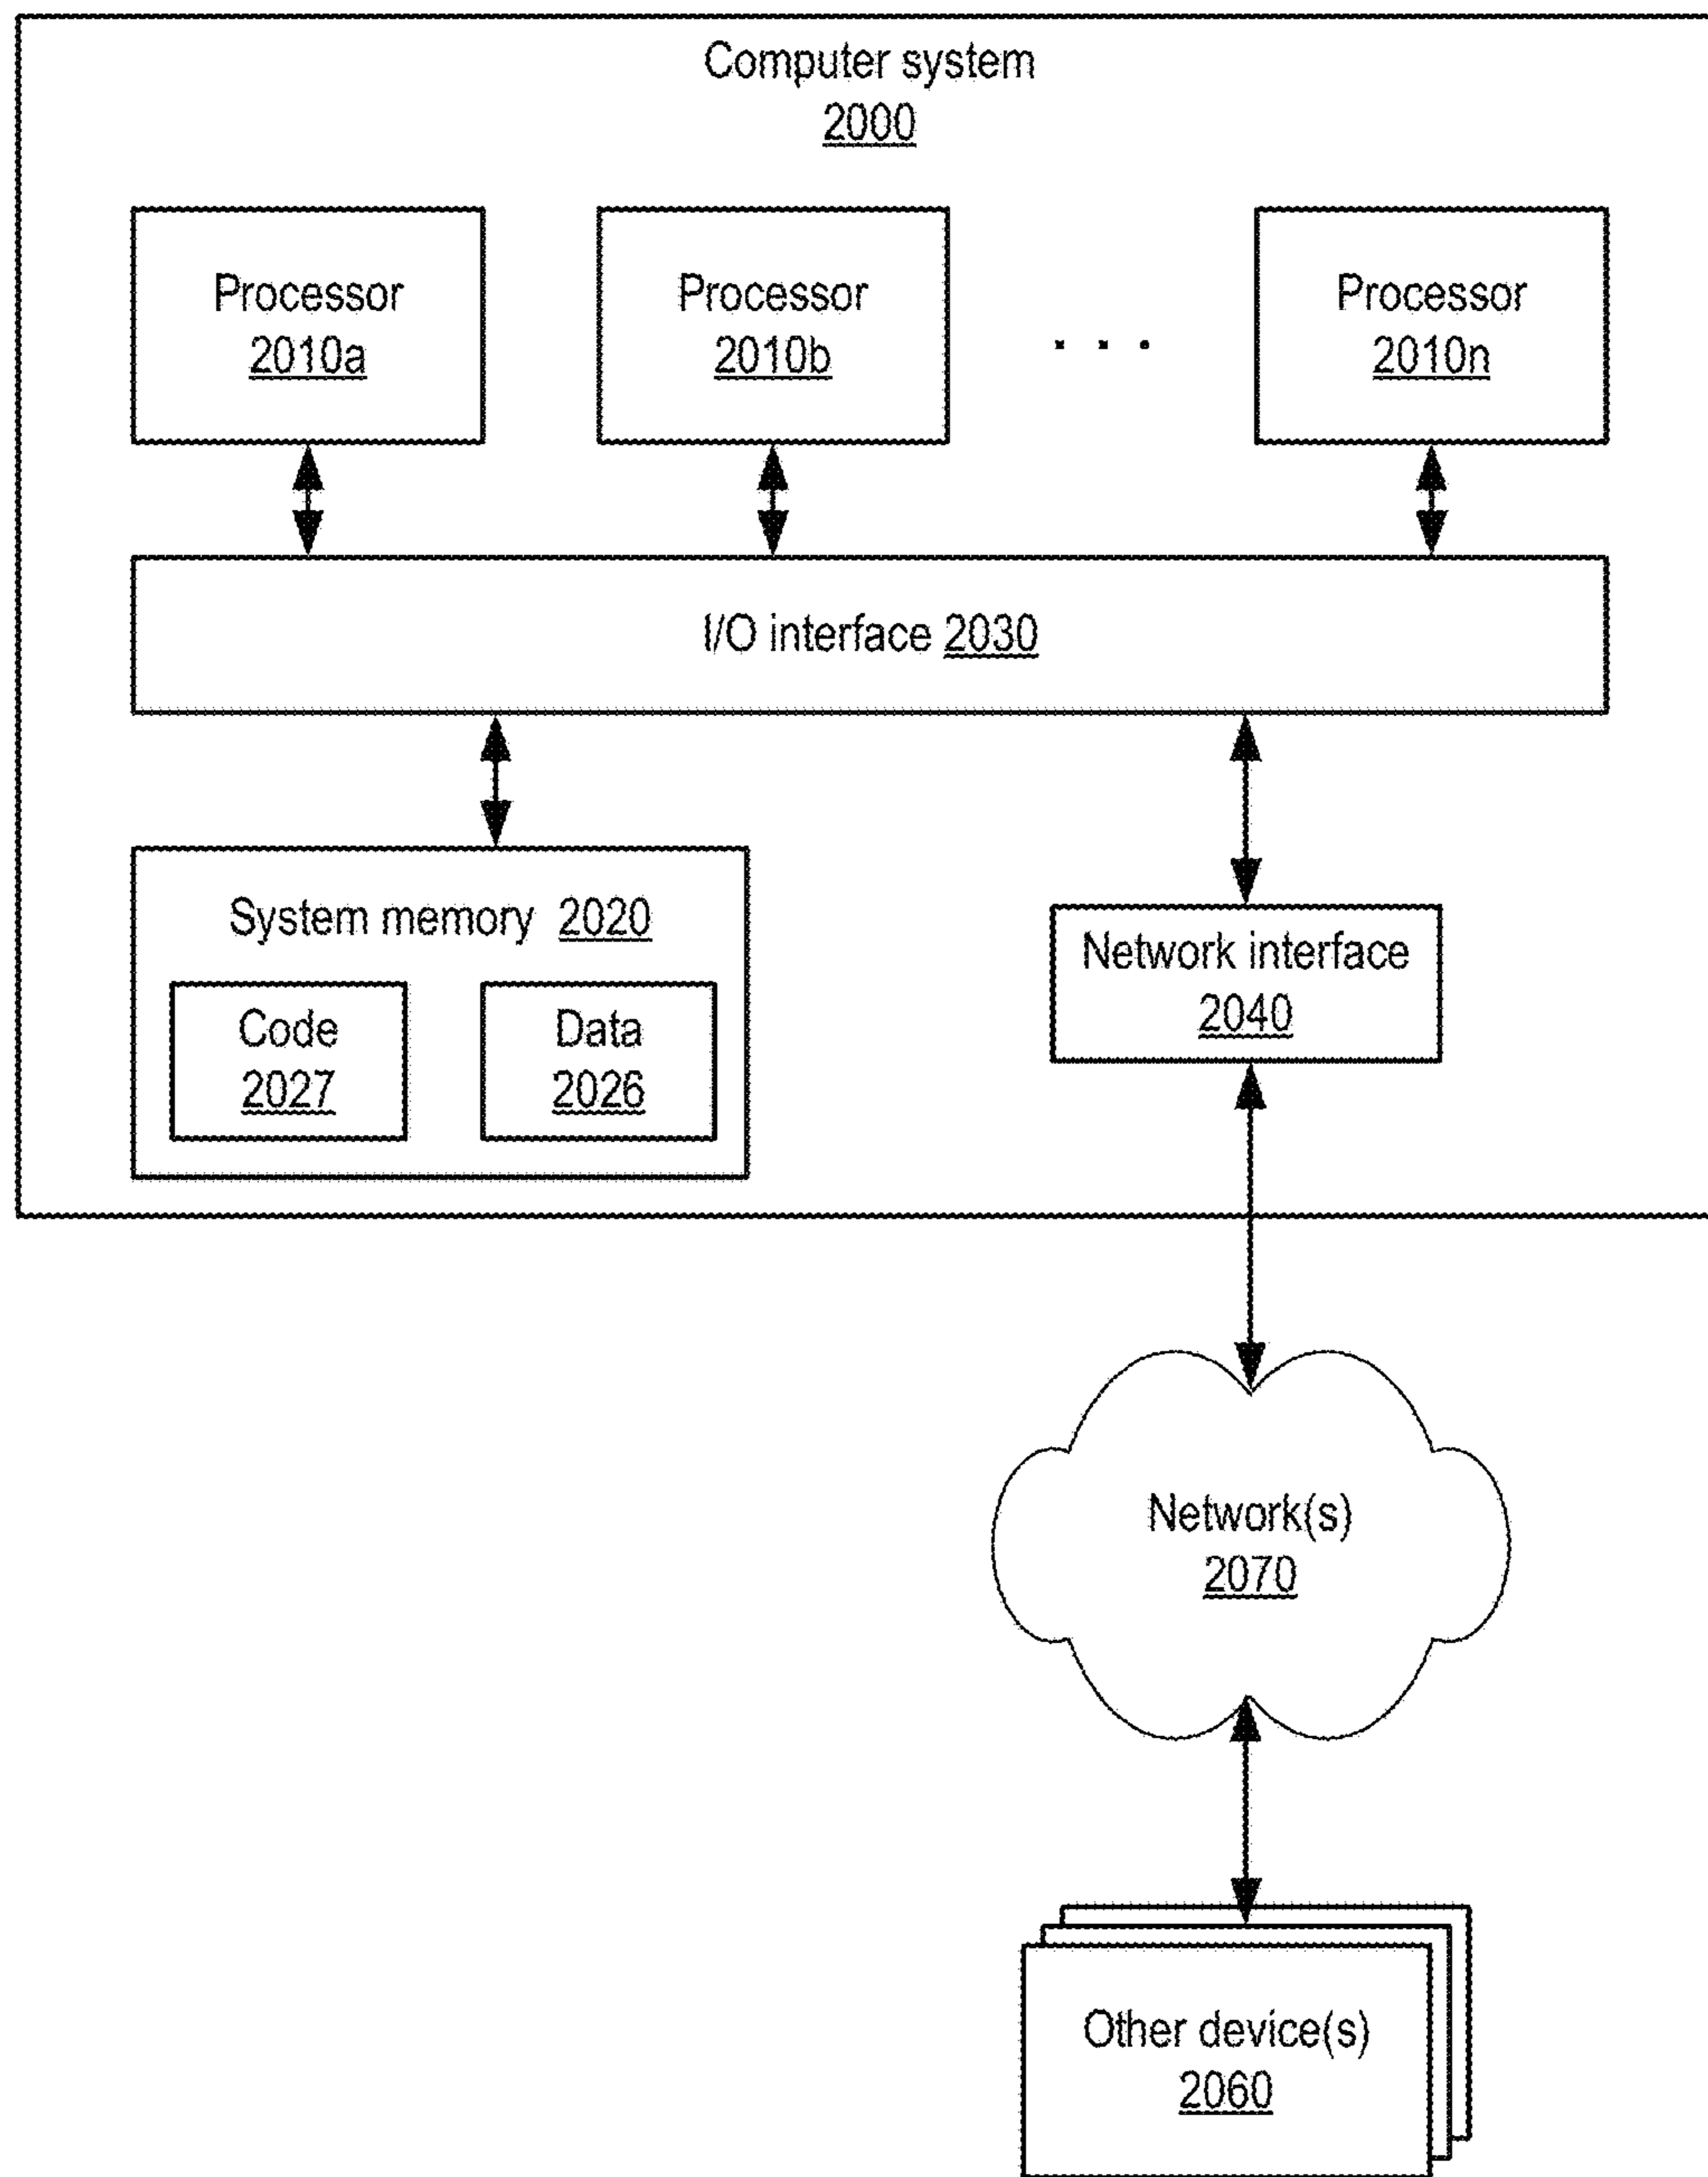 Computer system
2000
Processor
2010a
Processor
2010b
. . .
Processor
2010n
I/O interface 2030
System memory 2020
Code
2027
Data
2026
Network interface
2040
Network(s)
2070
Other device(s)
2060